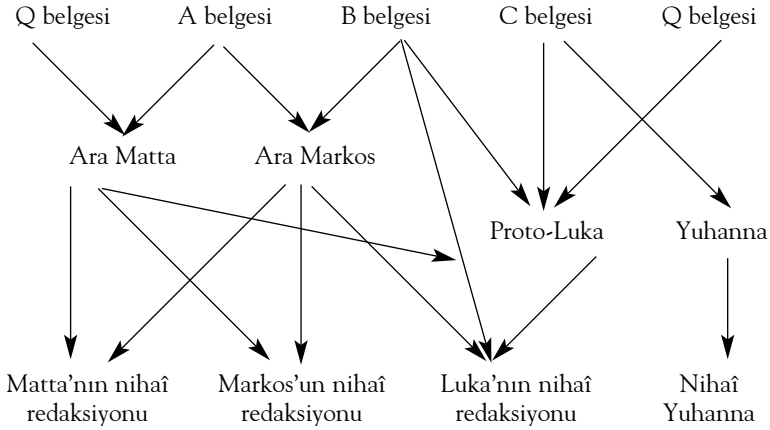 Q belgesi A belgesi B belgesi C belgesi Q belgesi
Ara Matta Ara Markos
Proto-Luka Yuhanna
Matta’nın nihaî Markos’un nihaî Luka’nın nihaî Nihaî
redaksiyonu redaksiyonu redaksiyonu Yuhanna